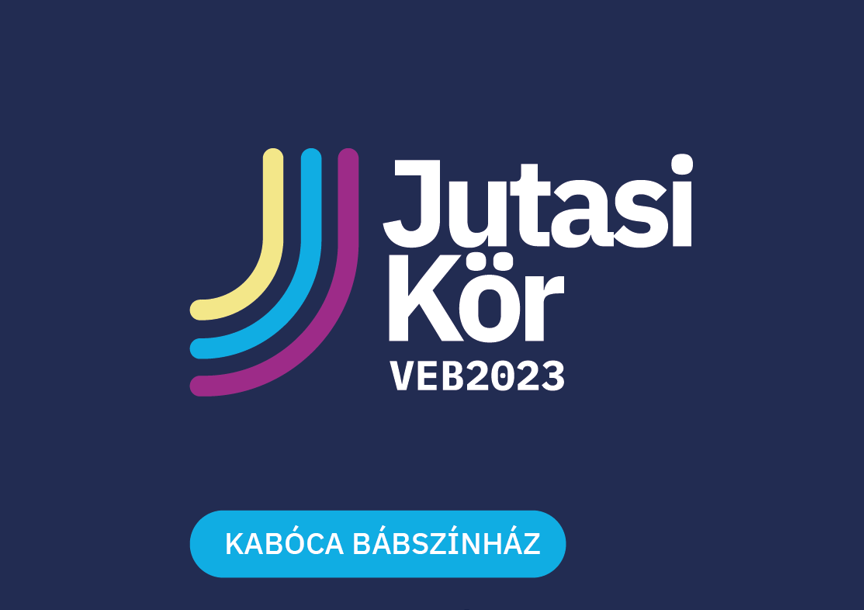 Jutasi
Kör
VEB2023
KABÓCA BÁBSZÍNHÁZ